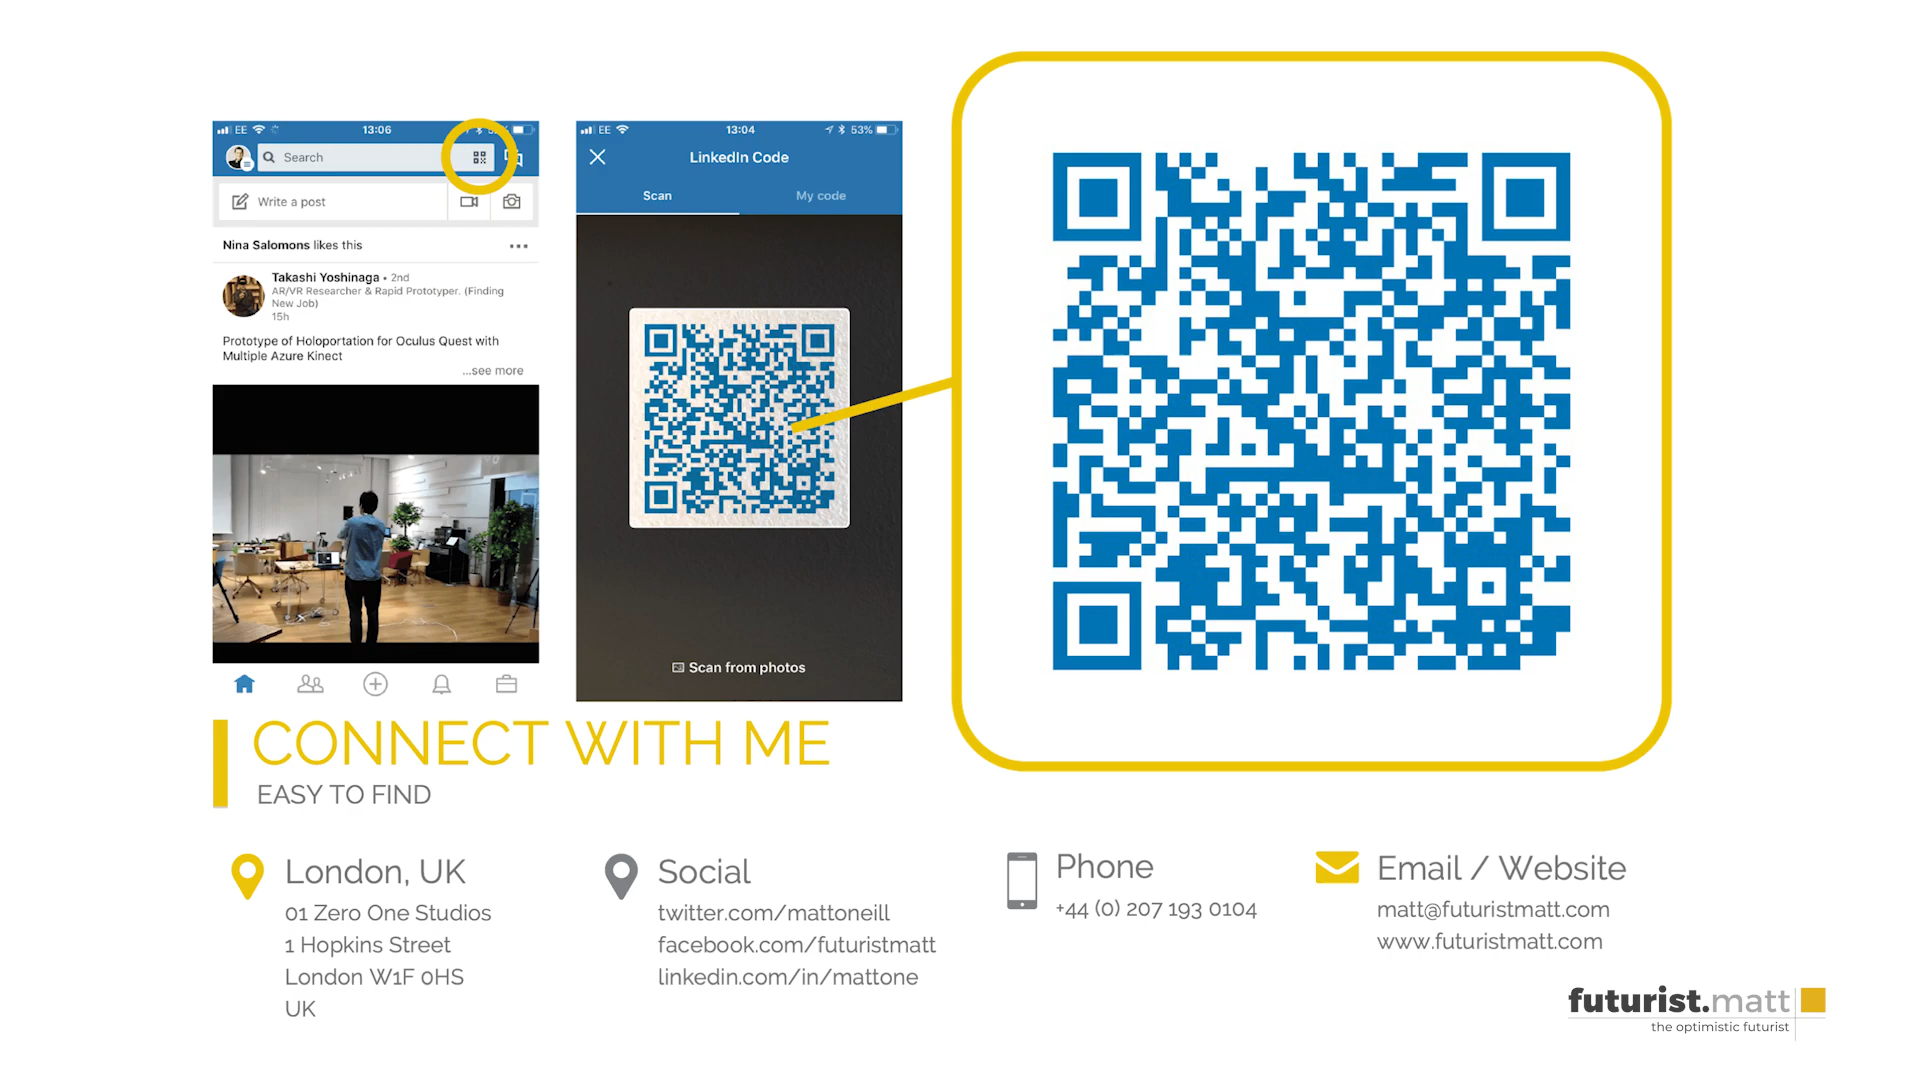 EE
13:06
Search
Write a post
Nina Salomons likes this
Takashi Yoshinaga • 2nd
AR/VR Researcher & Rapid Prototyper. (Finding
New Job)
15h
Prototype of Holoportation for Oculus Quest with
Multiple Azure Kinect
...see more
EE
13:04
53%
LinkedIn Code
Scan
My code
Scan from photos
CONNECT WITH ME
EASY TO FIND
London, UK
01 Zero One Studios
1 Hopkins Street
London W1F 0HS
UK
Social
twitter.com/mattoneill
facebook.com/futuristmatt
linkedin.com/in/mattone
Phone
+44 (0) 207 193 0104
Email / Website
matt@futuristmatt.com
www.futuristmatt.com
futurist.matt
the optimistic futurist